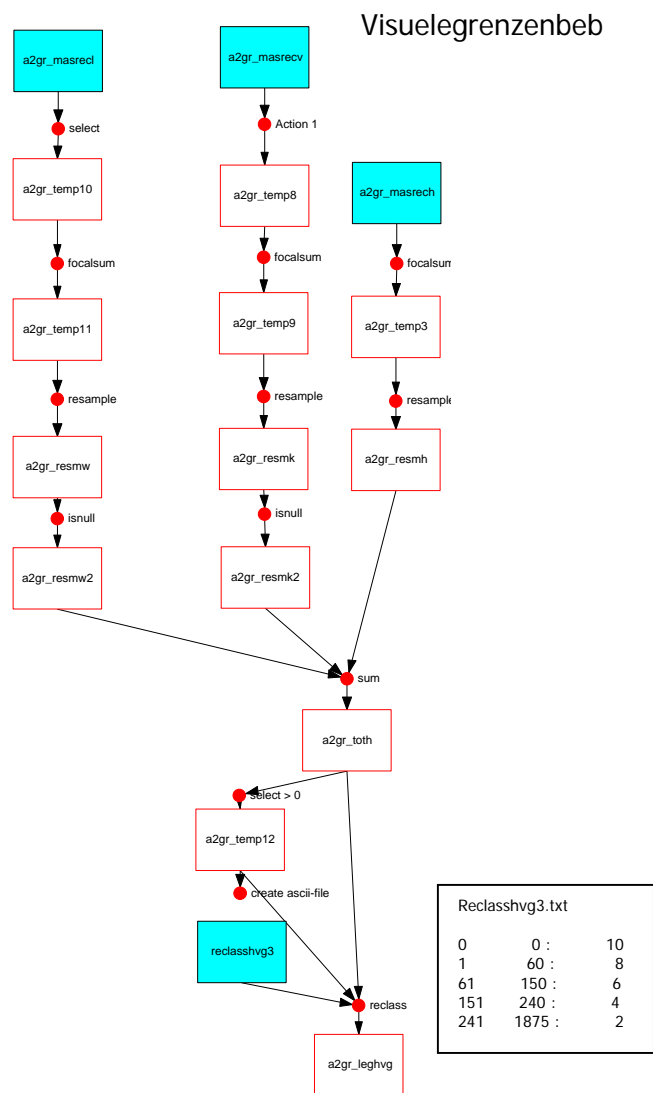 Visuelegrenzenbeb
a2gr_masrecl
a2gr_masrecv
select
Action 1
a2gr_temp10
a2gr_temp8
a2gr_masrech
focalsum
focalsum
focalsum
a2gr_temp11
a2gr_temp9
a2gr_temp3
resample
resample
resample
a2gr_resmw
a2gr_resmk
a2gr_resmh
isnull
isnull
a2gr_resmw2
a2gr_resmk2
sum
a2gr_toth
select > 0
a2gr_temp12
create ascii-file
reclasshvg3
reclass
a2gr_leghvg
Reclasshvg3.txt
0 0 : 10
1 60 : 8
61 150 : 6
151 240 : 4
241 1875 : 2